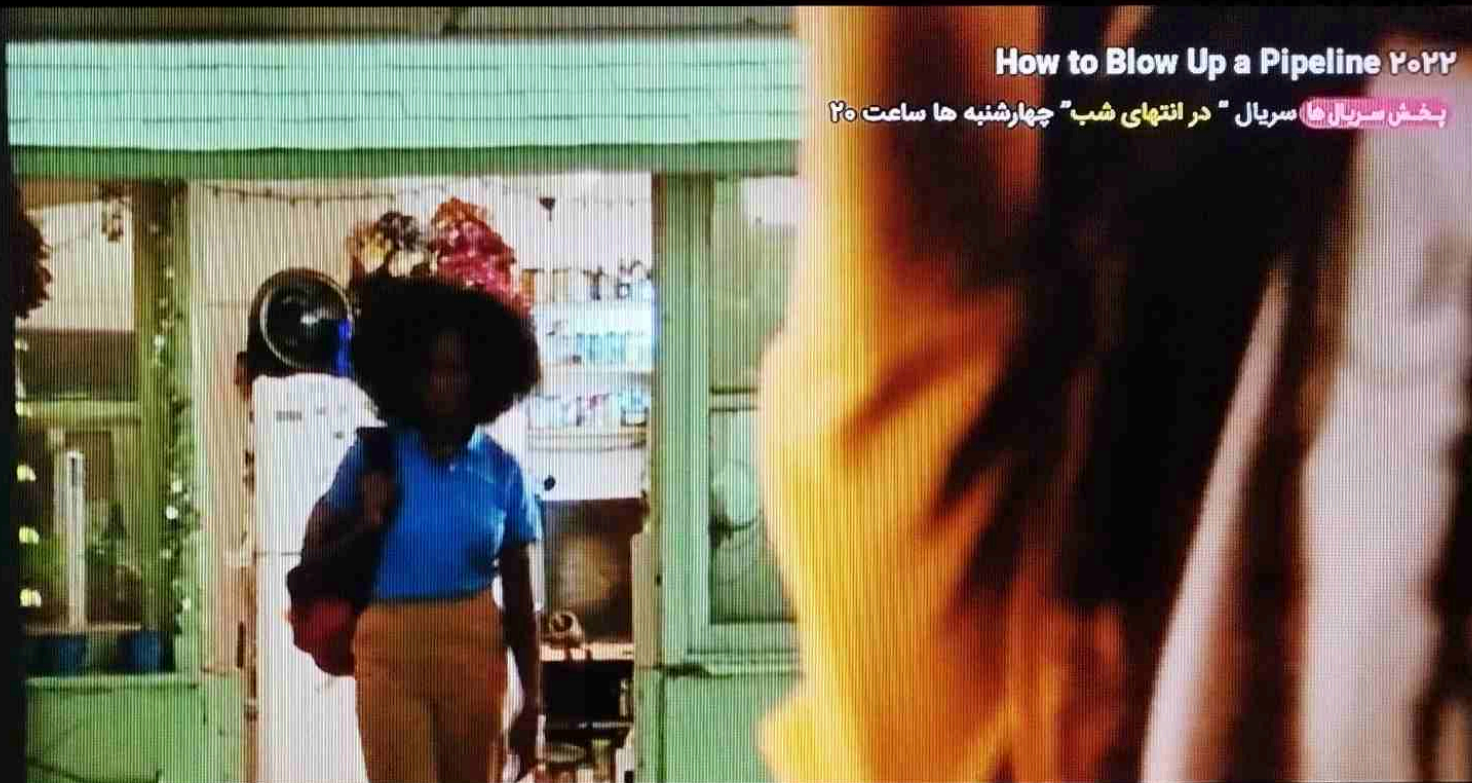 How to Blow Up a Pipeline ۲۰۲۲
پخش سریال ها سریال " در انتهای شب" چهارشنبه ها ساعت ۲۰